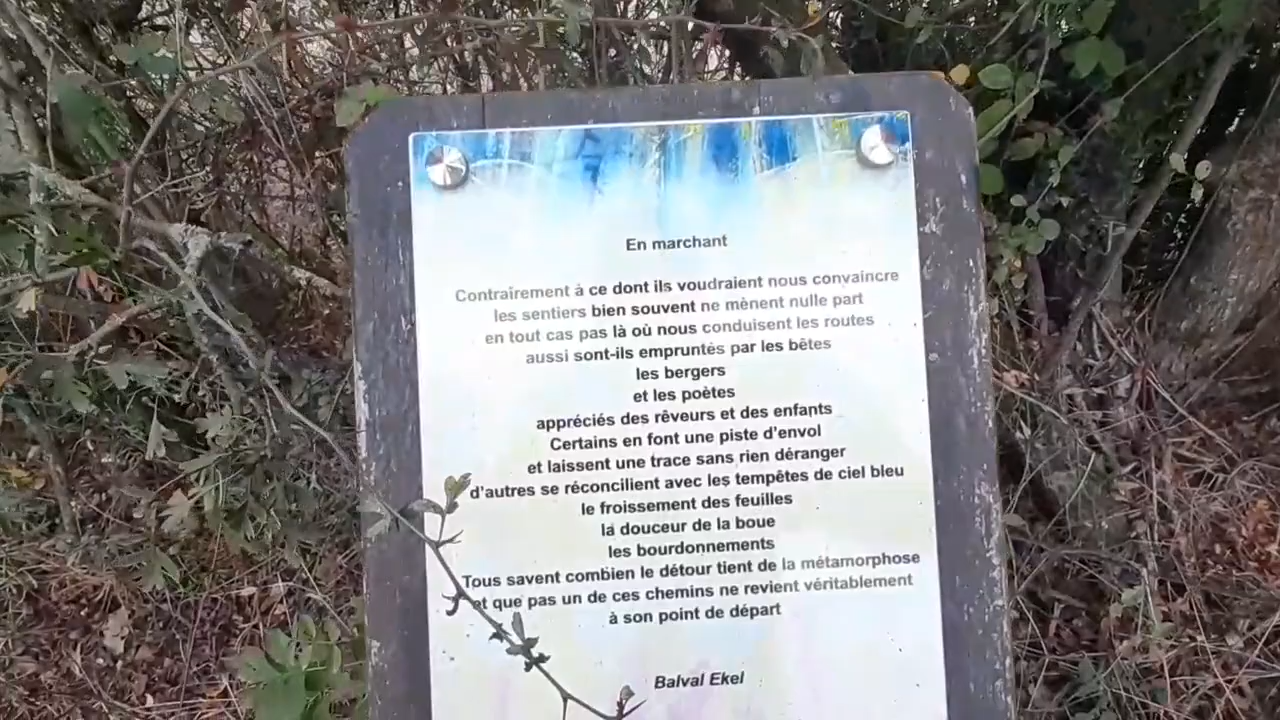 En marchant
Contrairement à ce dont ils voudraient nous convaincre
les sentiers bien souvent ne mènent nulle part
en tout cas pas là où nous conduisent les routes
aussi sont-ils empruntés par les bêtes
les bergers
et les poètes
appréciés des rêveurs et des enfants
Certains en font une piste d'envol
et laissent une trace sans rien déranger
d'autres se réconcilient avec les tempêtes de ciel bleu
le froissement des feuilles
la douceur de la boue
les bourdonnements
Tous savent combien le détour tient de la métamorphose
et que pas un de ces chemins ne revient véritablement
à son point de départ
Balval Ekel